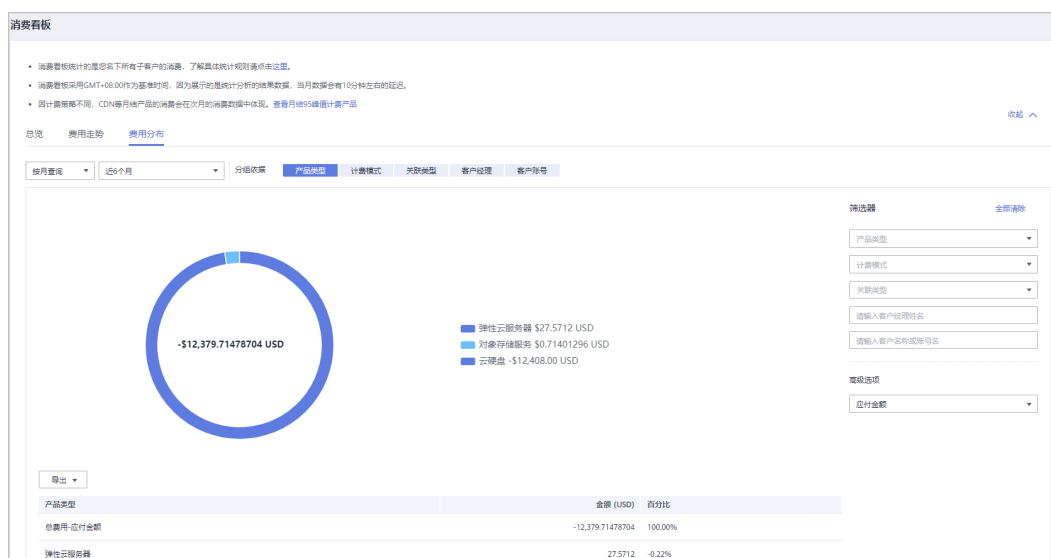 消费看板
• 消费看板统计的是您名下所有子客户的消费，了解具体统计规则请点击这里。
• 消费看板采用GMT+08:00作为基准时间，因为展示的是统计分析的结果数据，当月数据会有10分钟左右的延迟。
• 因计费策略不同，CDN等月结产品的消费会在次月的消费数据中体现。查看月结95峰值计费产品
收起
总览 费用走势 费用分布
按月查询 近6个月 分组依据 产品类型 计费模式 关联类型 客户经理 客户账号
筛选器 全部清除
产品类型
计费模式
关联类型
请输入客户经理姓名
请输入客户名称或账号名
高级选项
应付金额
-$12,379.71478704 USD
弹性云服务器 $27.5712 USD
对象存储服务 $0.71401296 USD
云硬盘 -$12,408.00 USD
导出
产品类型 金额 (USD) 百分比
总费用-应付金额 -12,379.71478704 100.00%
弹性云服务器 27.5712 -0.22%